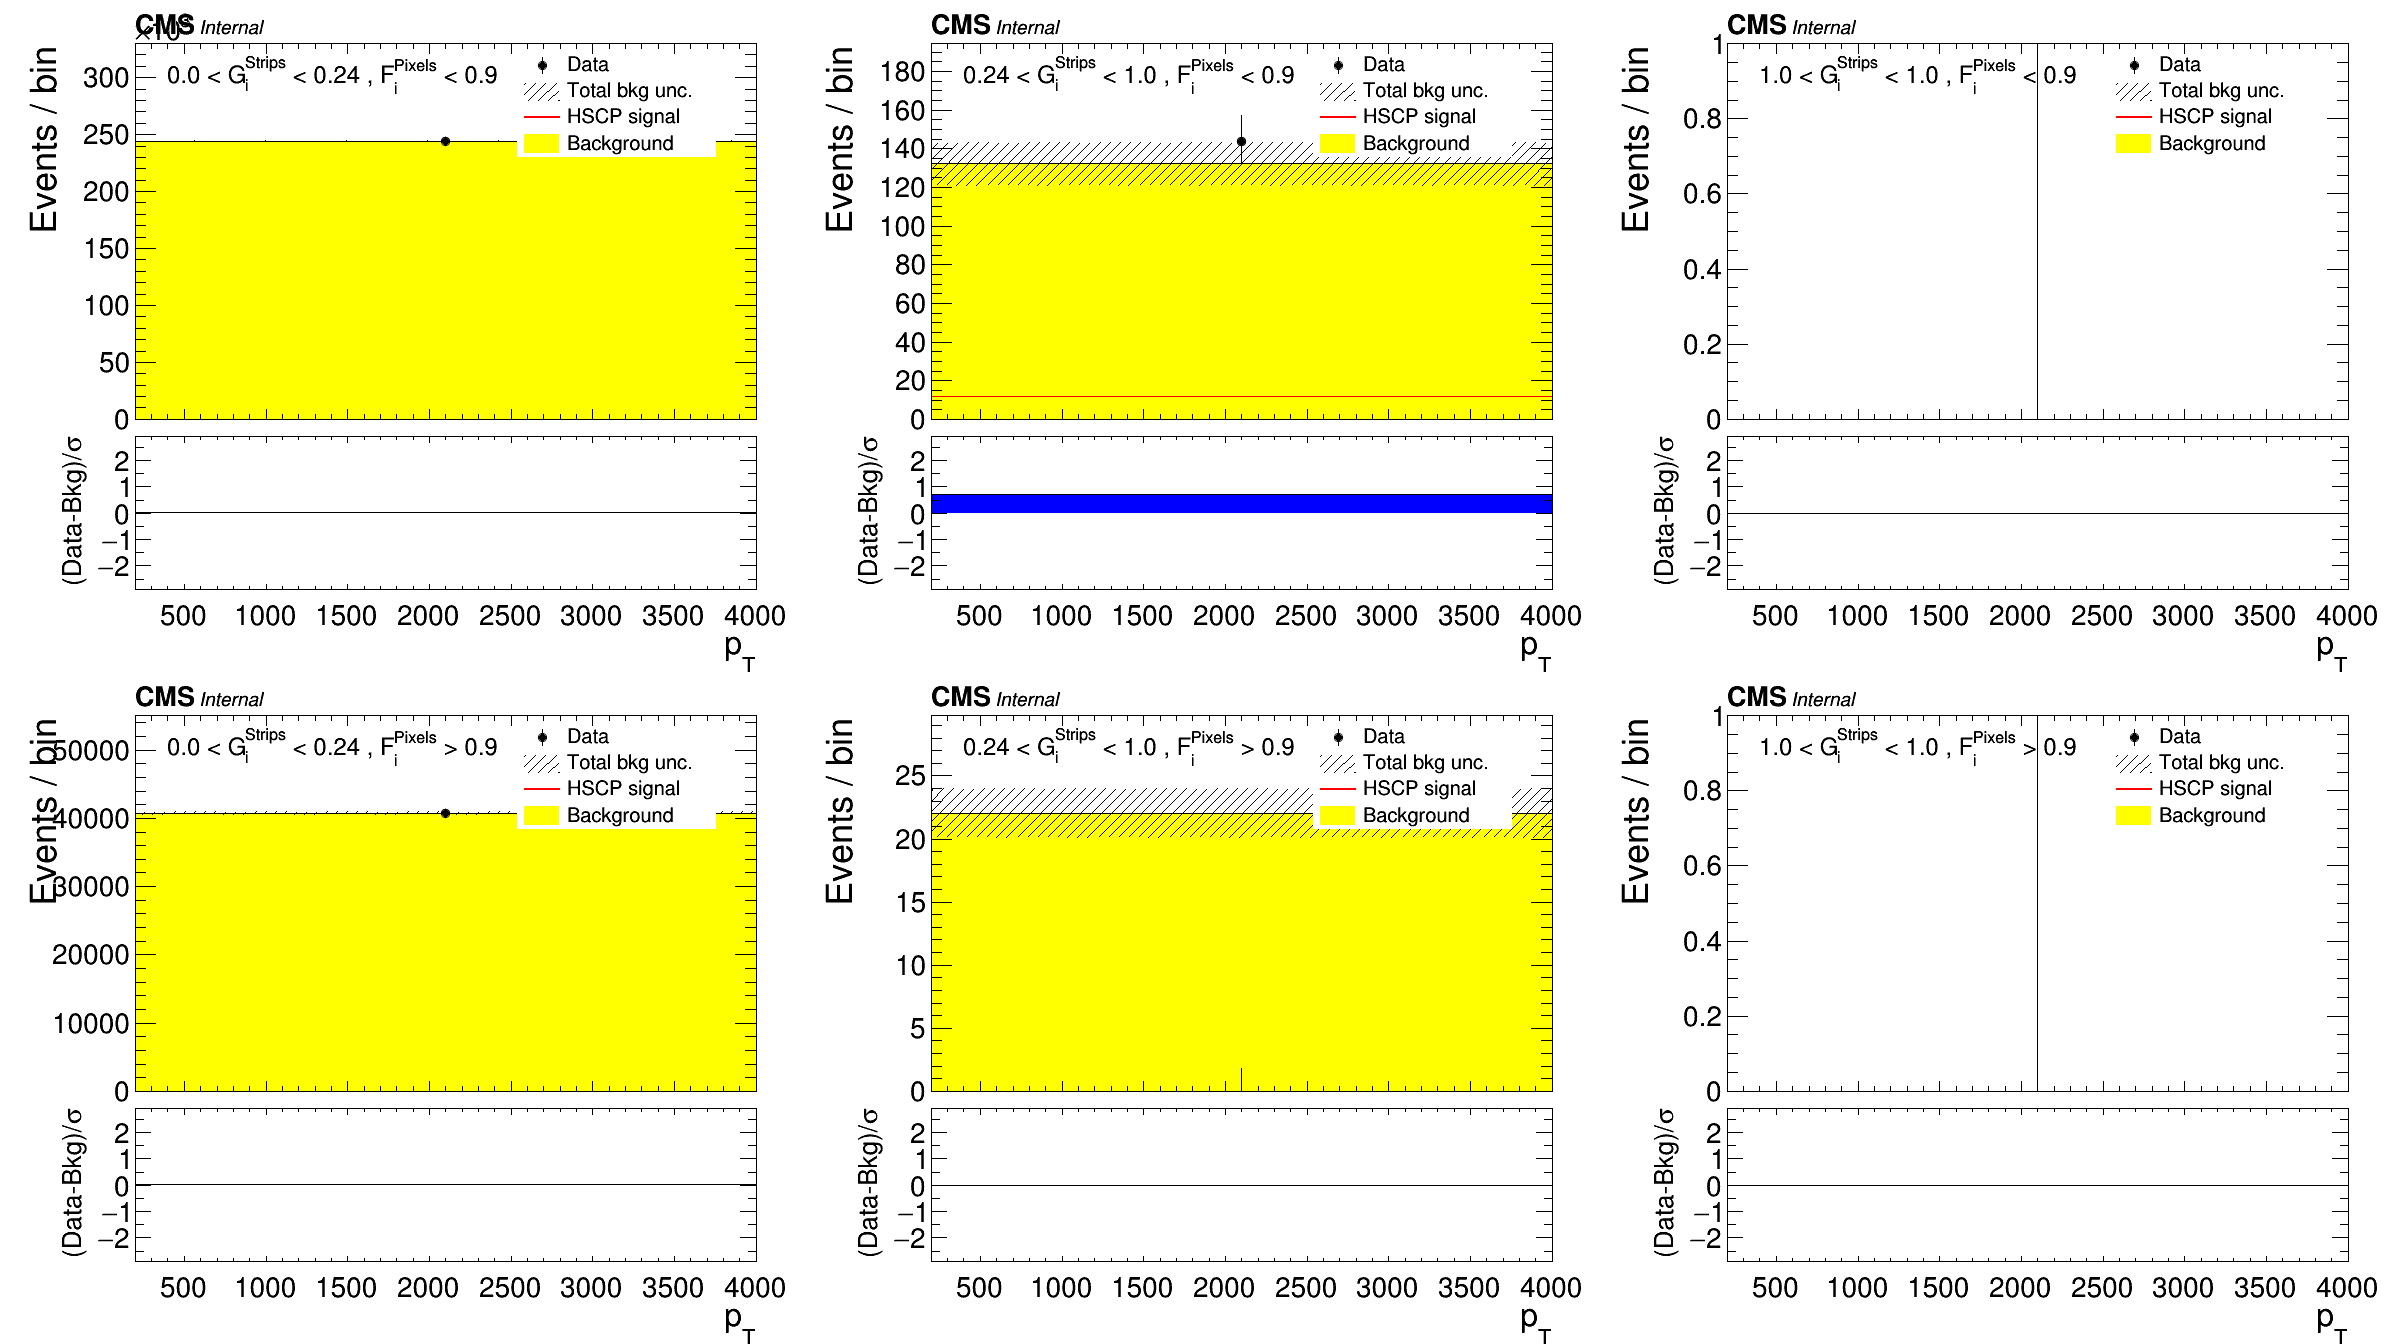 CMS Internal
×10³
Events / bin
0.0 < G_i^Strips < 0.24 , F_i^Pixels < 0.9
Data
Total bkg unc.
HSCP signal
Background
300
250
200
150
100
50
0
(Data-Bkg)/σ
2
1
0
−1
−2
500 1000 1500 2000 2500 3000 3500 4000
p_T
CMS Internal
Events / bin
0.24 < G_i^Strips < 1.0 , F_i^Pixels < 0.9
Data
Total bkg unc.
HSCP signal
Background
180
160
140
120
100
80
60
40
20
0
(Data-Bkg)/σ
2
1
0
−1
−2
500 1000 1500 2000 2500 3000 3500 4000
p_T
CMS Internal
Events / bin
1.0 < G_i^Strips < 1.0 , F_i^Pixels < 0.9
Data
Total bkg unc.
HSCP signal
Background
1
0.8
0.6
0.4
0.2
0
(Data-Bkg)/σ
2
1
0
−1
−2
500 1000 1500 2000 2500 3000 3500 4000
p_T
CMS Internal
Events / bin
0.0 < G_i^Strips < 0.24 , F_i^Pixels > 0.9
Data
Total bkg unc.
HSCP signal
Background
50000
40000
30000
20000
10000
0
(Data-Bkg)/σ
2
1
0
−1
−2
500 1000 1500 2000 2500 3000 3500 4000
p_T
CMS Internal
Events / bin
0.24 < G_i^Strips < 1.0 , F_i^Pixels > 0.9
Data
Total bkg unc.
HSCP signal
Background
25
20
15
10
5
0
(Data-Bkg)/σ
2
1
0
−1
−2
500 1000 1500 2000 2500 3000 3500 4000
p_T
CMS Internal
Events / bin
1.0 < G_i^Strips < 1.0 , F_i^Pixels > 0.9
Data
Total bkg unc.
HSCP signal
Background
1
0.8
0.6
0.4
0.2
0
(Data-Bkg)/σ
2
1
0
−1
−2
500 1000 1500 2000 2500 3000 3500 4000
p_T